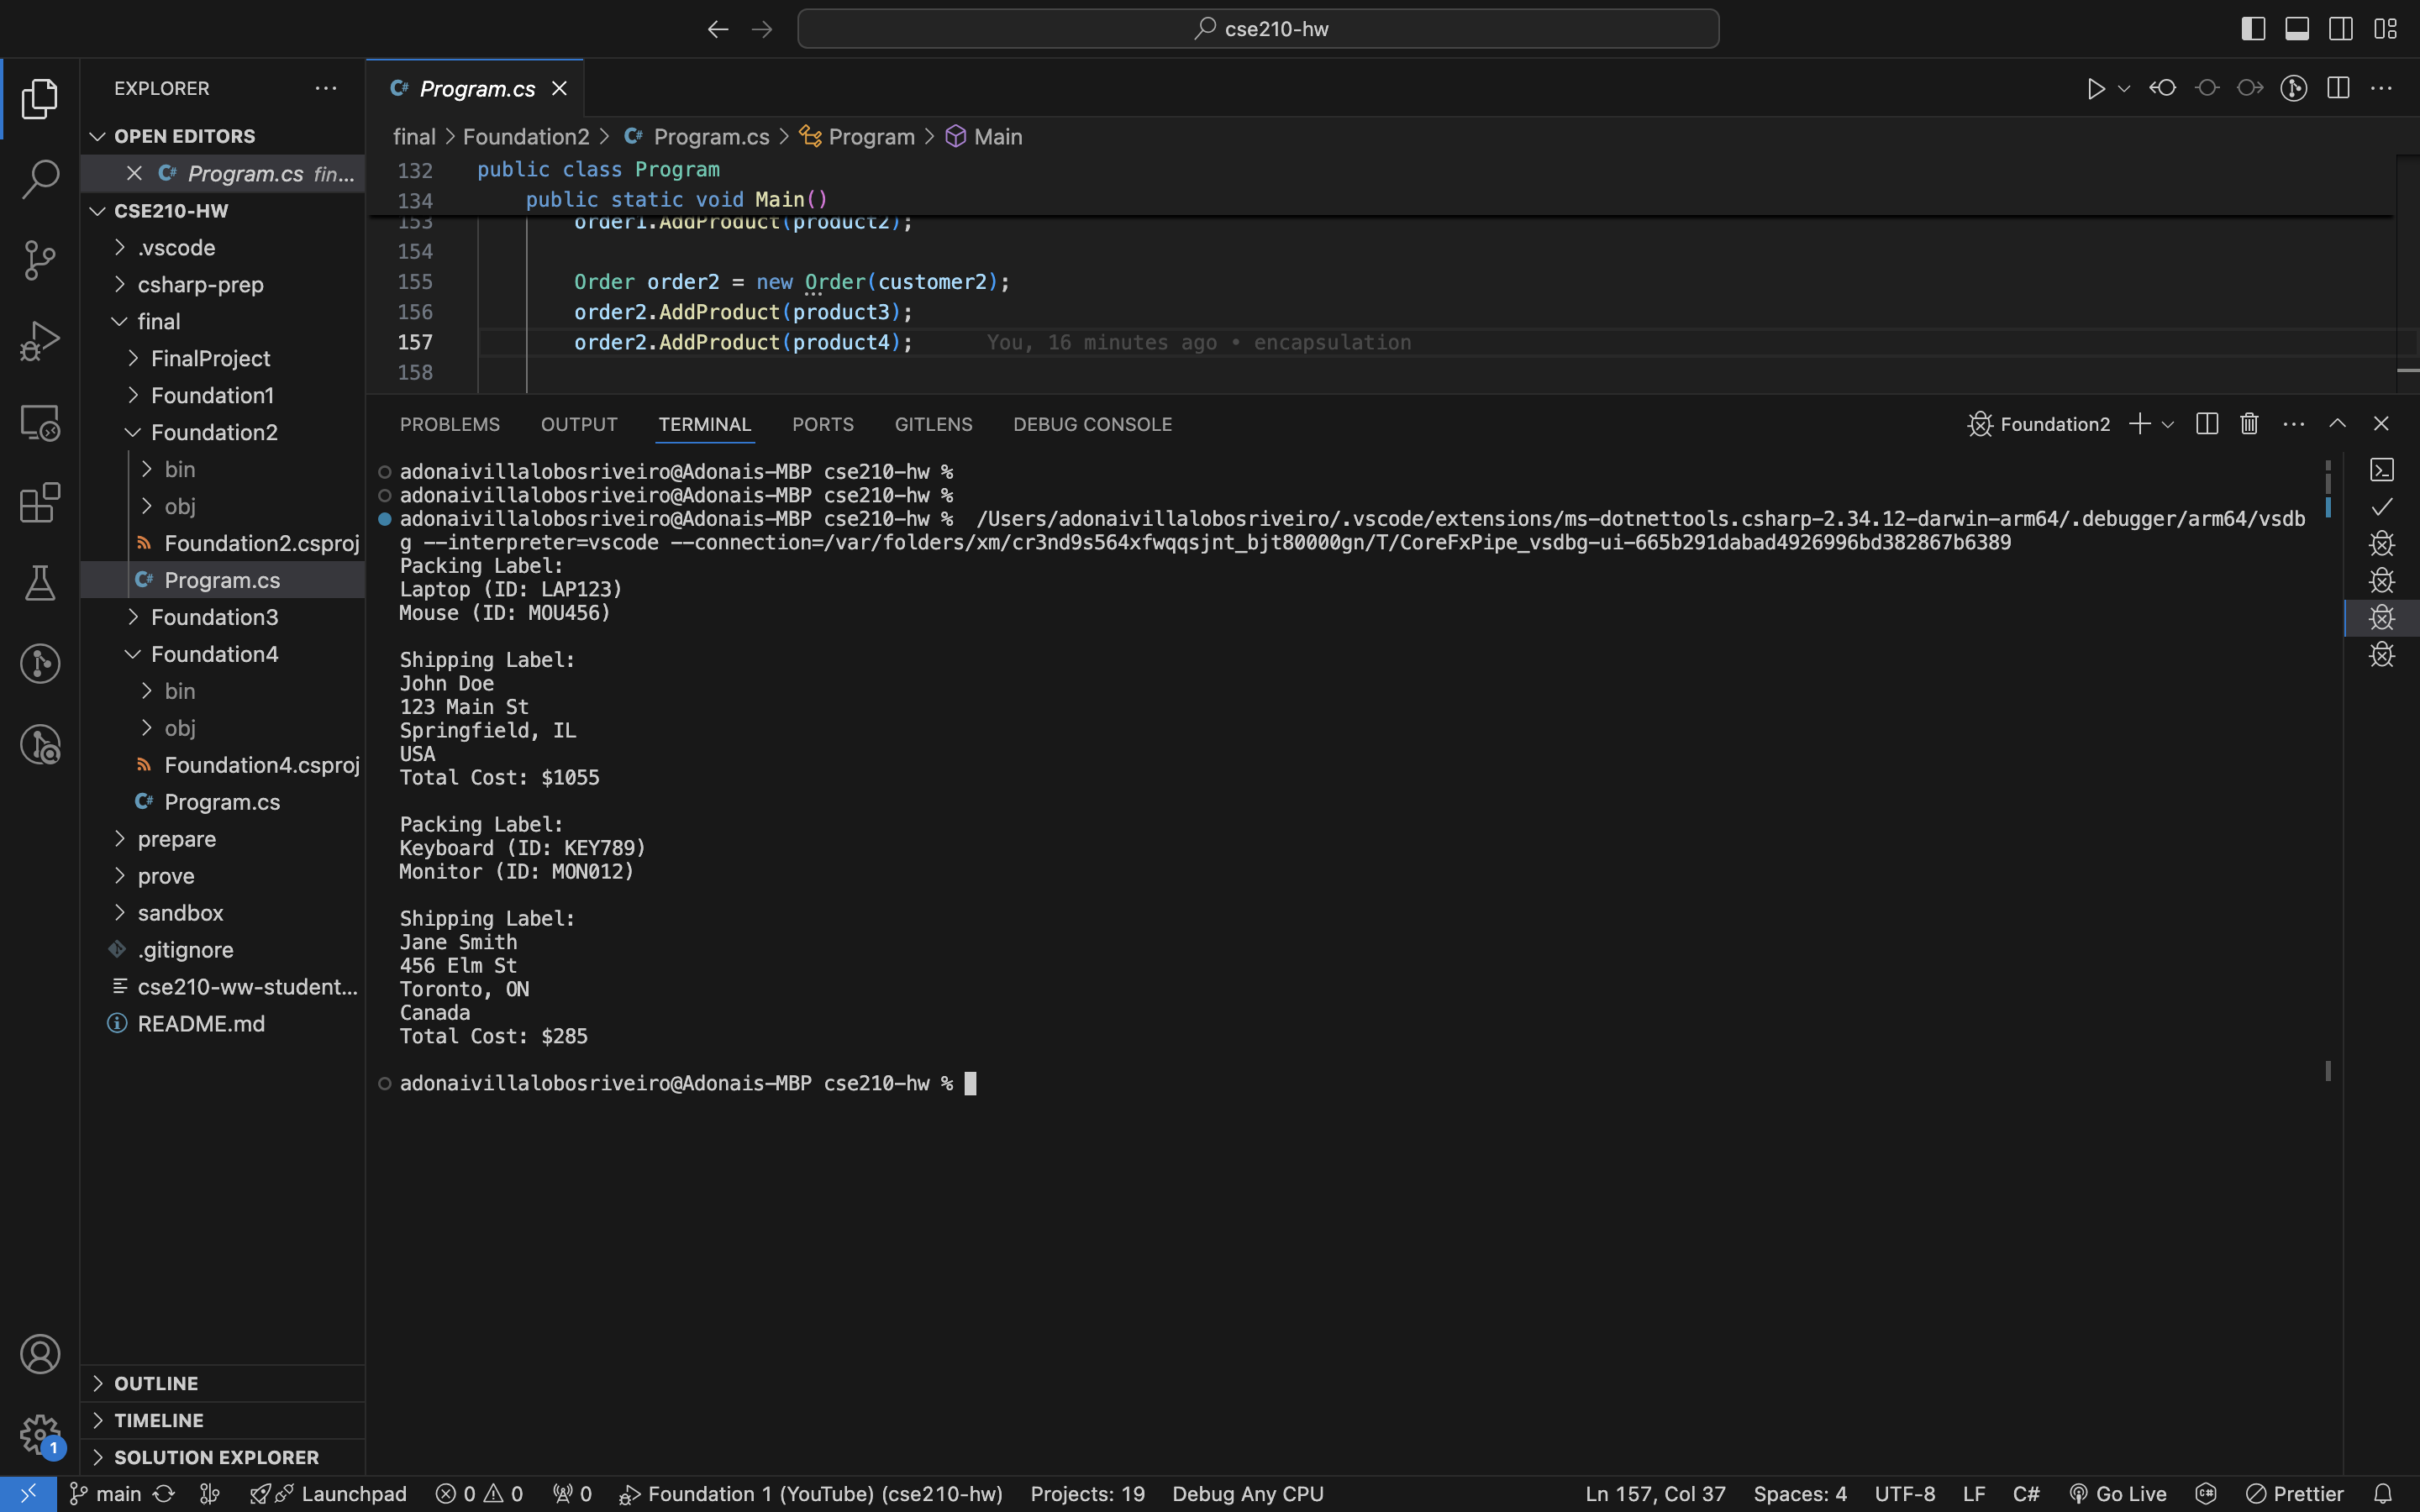 cse210-hw
EXPLORER
OPEN EDITORS
Program.cs fin...
CSE210-HW
.vscode
csharp-prep
final
FinalProject
Foundation1
Foundation2
bin
obj
Foundation2.csproj
Program.cs
Foundation3
Foundation4
bin
obj
Foundation4.csproj
Program.cs
prepare
prove
sandbox
.gitignore
cse210-ww-student...
README.md
OUTLINE
TIMELINE
SOLUTION EXPLORER
Program.cs
final > Foundation2 > Program.cs > Program > Main
132 public class Program
134 public static void Main()
153 order1.AddProduct(product2);
154
155 Order order2 = new Order(customer2);
156 order2.AddProduct(product3);
157 order2.AddProduct(product4); You, 16 minutes ago • encapsulation
158
PROBLEMS OUTPUT TERMINAL PORTS GITLENS DEBUG CONSOLE Foundation2
adonaivillalobosriveiro@Adonais-MBP cse210-hw %
adonaivillalobosriveiro@Adonais-MBP cse210-hw %
adonaivillalobosriveiro@Adonais-MBP cse210-hw % /Users/adonaivillalobosriveiro/.vscode/extensions/ms-dotnettools.csharp-2.34.12-darwin-arm64/.debugger/arm64/vsdb
g --interpreter=vscode --connection=/var/folders/xm/cr3nd9s564xfwqqsjnt_bjt80000gn/T/CoreFxPipe_vsdbg-ui-665b291dabad4926996bd382867b6389
Packing Label:
Laptop (ID: LAP123)
Mouse (ID: MOU456)
Shipping Label:
John Doe
123 Main St
Springfield, IL
USA
Total Cost: $1055
Packing Label:
Keyboard (ID: KEY789)
Monitor (ID: MON012)
Shipping Label:
Jane Smith
456 Elm St
Toronto, ON
Canada
Total Cost: $285
adonaivillalobosriveiro@Adonais-MBP cse210-hw %
1
main Launchpad 0 0 0 Foundation 1 (YouTube) (cse210-hw) Projects: 19 Debug Any CPU Ln 157, Col 37 Spaces: 4 UTF-8 LF C# Go Live Prettier